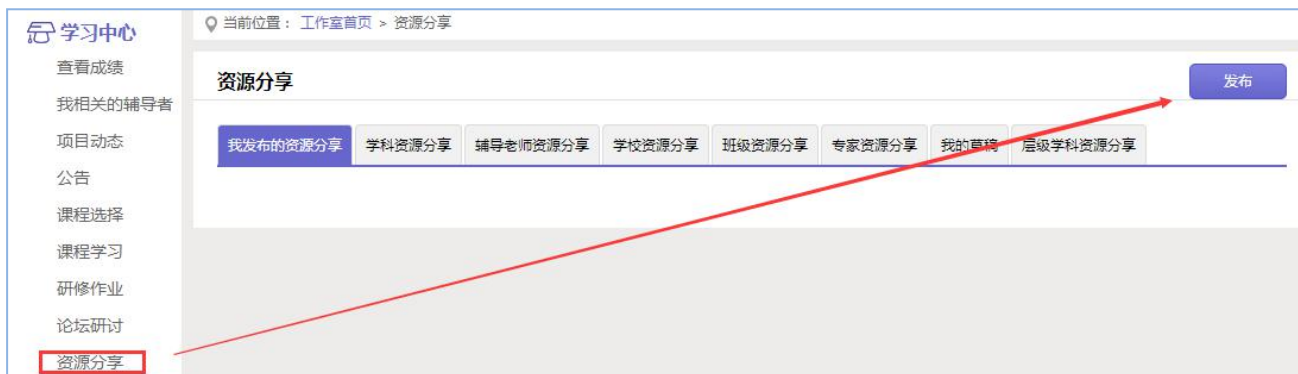 学习中心
查看成绩
我相关的辅导者
项目动态
公告
课程选择
课程学习
研修作业
论坛研讨
资源分享
当前位置： 工作室首页 > 资源分享
资源分享
发布
我发布的资源分享 学科资源分享 辅导老师资源分享 学校资源分享 班级资源分享 专家资源分享 我的草稿 层级学科资源分享